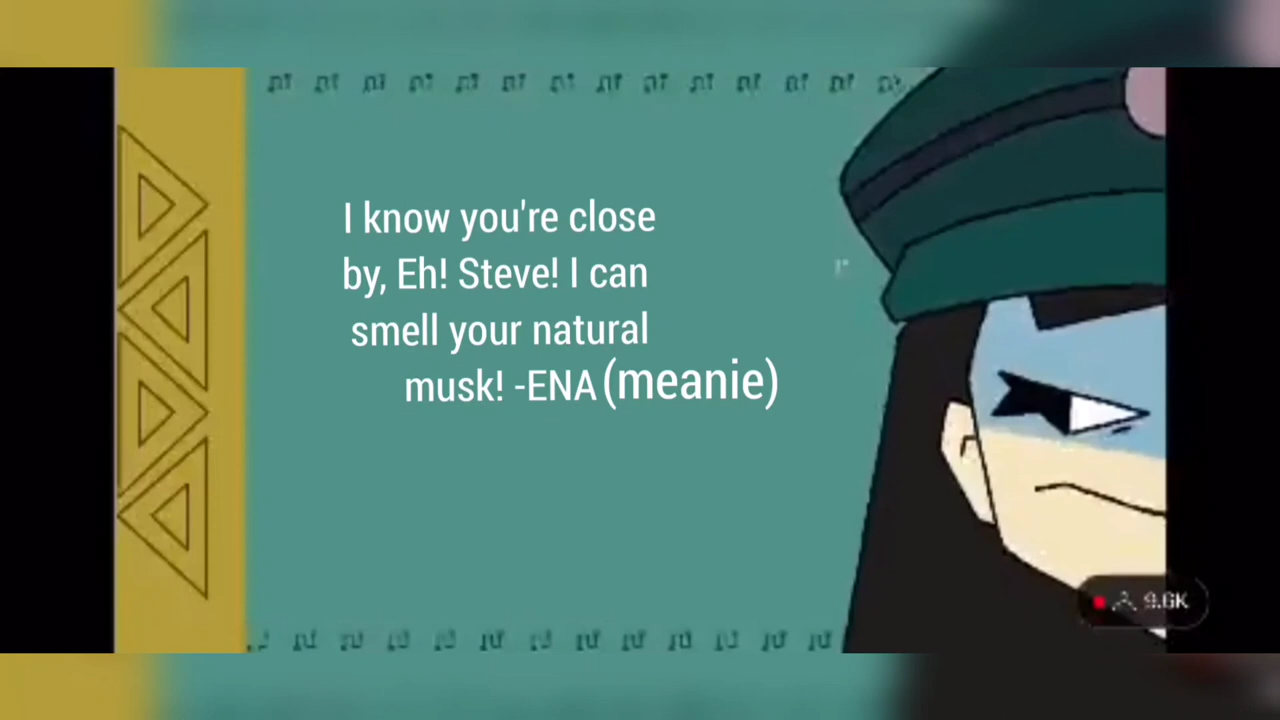 I know you're close
by, Eh! Steve! I can
smell your natural
musk! -ENA (meanie)
9.6K